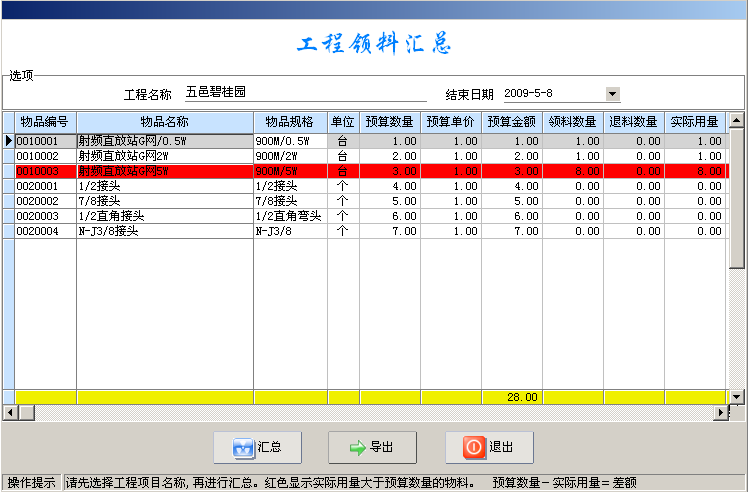 工程领料汇总
选项
工程名称 五邑碧桂园 结束日期 2009-5-8
物品编号 物品名称 物品规格 单位 预算数量 预算单价 预算金额 领料数量 退料数量 实际用量
0010001 射频直放站G网/0.5W 900M/0.5W 台 1.00 1.00 1.00 1.00 0.00 1.00
0010002 射频直放站G网2W 900M/2W 台 2.00 1.00 2.00 1.00 0.00 1.00
0010003 射频直放站G网5W 900M/5W 台 3.00 1.00 3.00 8.00 0.00 8.00
0020001 1/2接头 1/2接头 个 4.00 1.00 4.00 0.00 0.00 0.00
0020002 7/8接头 7/8接头 个 5.00 1.00 5.00 0.00 0.00 0.00
0020003 1/2直角接头 1/2直角弯头 个 6.00 1.00 6.00 0.00 0.00 0.00
0020004 N-J3/8接头 N-J3/8 个 7.00 1.00 7.00 0.00 0.00 0.00
28.00
汇总 导出 退出
操作提示 请先选择工程项目名称,再进行汇总。红色显示实际用量大于预算数量的物料。 预算数量-实际用量=差额